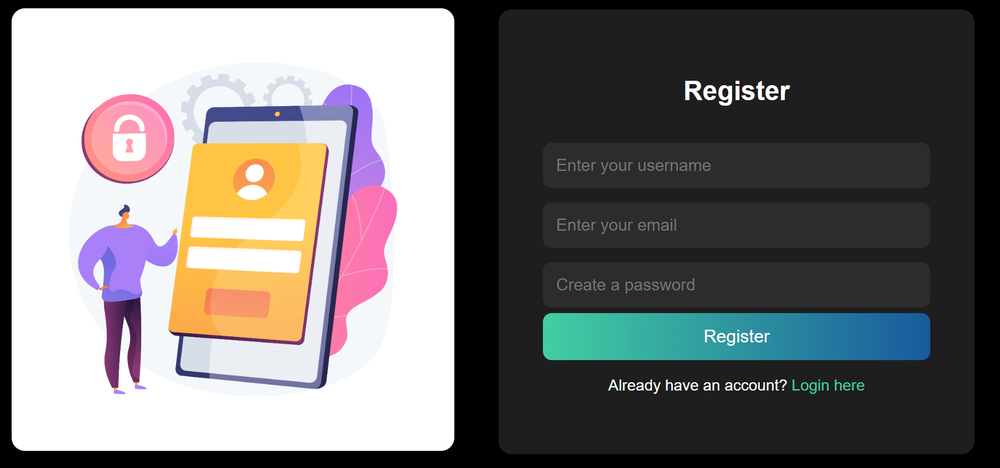 Register
Enter your username
Enter your email
Create a password
Register
Already have an account? Login here